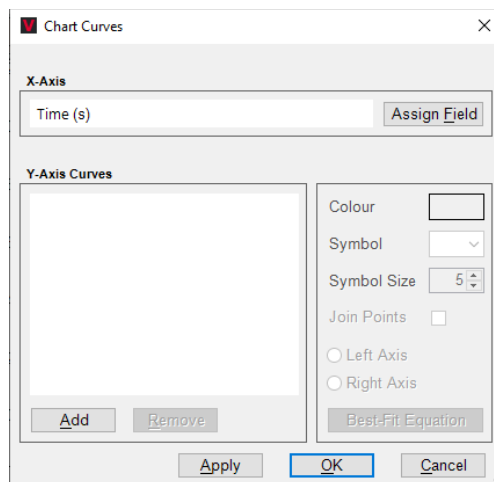 Chart Curves
X-Axis
Time (s)
Assign Field
Y-Axis Curves
Colour
Symbol
Symbol Size 5
Join Points
Left Axis
Right Axis
Add Remove Best-Fit Equation
Apply OK Cancel